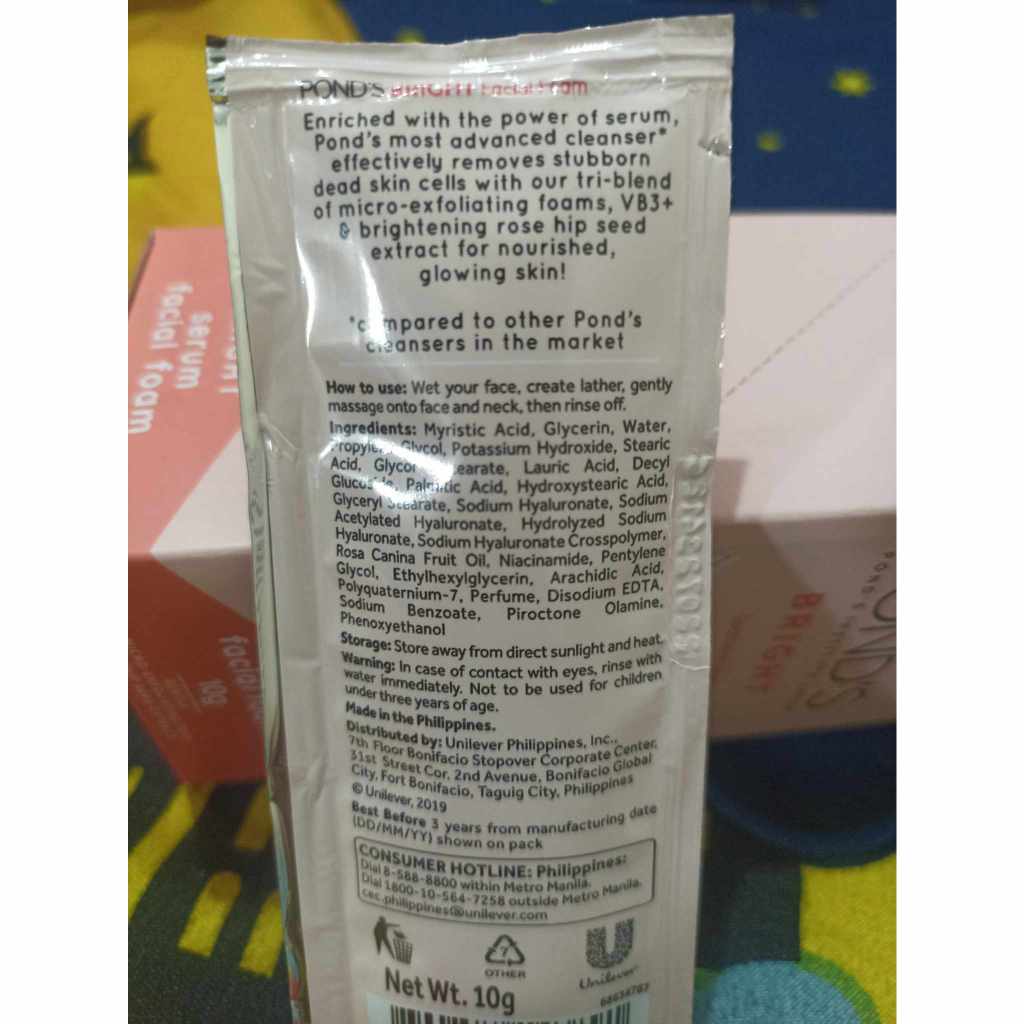 POND'S BRIGHT Facial Foam
Enriched with the power of serum,
Pond's most advanced cleanser*
effectively removes stubborn
dead skin cells with our tri-blend
of micro-exfoliating foams, VB3+
& brightening rose hip seed
extract for nourished,
glowing skin!
*compared to other Pond's
cleansers in the market
How to use: Wet your face, create lather, gently
massage onto face and neck, then rinse off.
Ingredients: Myristic Acid, Glycerin, Water,
Propylene Glycol, Potassium Hydroxide, Stearic
Acid, Glycol Stearate, Lauric Acid, Decyl
Glucoside, Palmitic Acid, Hydroxystearic Acid,
Glyceryl Stearate, Sodium Hyaluronate, Sodium
Acetylated Hyaluronate, Hydrolyzed Sodium
Hyaluronate, Sodium Hyaluronate Crosspolymer,
Rosa Canina Fruit Oil, Niacinamide, Pentylene
Glycol, Ethylhexylglycerin, Arachidic Acid,
Polyquaternium-7, Perfume, Disodium EDTA,
Sodium Benzoate, Piroctone Olamine,
Phenoxyethanol
Storage: Store away from direct sunlight and heat.
Warning: In case of contact with eyes, rinse with
water immediately. Not to be used for children
under three years of age.
Made in the Philippines.
Distributed by: Unilever Philippines, Inc.,
7th Floor Bonifacio Stopover Corporate Center,
31st Street Cor. 2nd Avenue, Bonifacio Global
City, Fort Bonifacio, Taguig City, Philippines
© Unilever, 2019
Best Before 3 years from manufacturing date
(DD/MM/YY) shown on pack
CONSUMER HOTLINE: Philippines:
Dial 8-588-8800 within Metro Manila.
Dial 1800-10-564-7258 outside Metro Manila.
cec.philippines@unilever.com
7
OTHER
Unilever
Net Wt. 10g
68634783
serum
facial foam
facial
10g
POND'S
BRIGHT